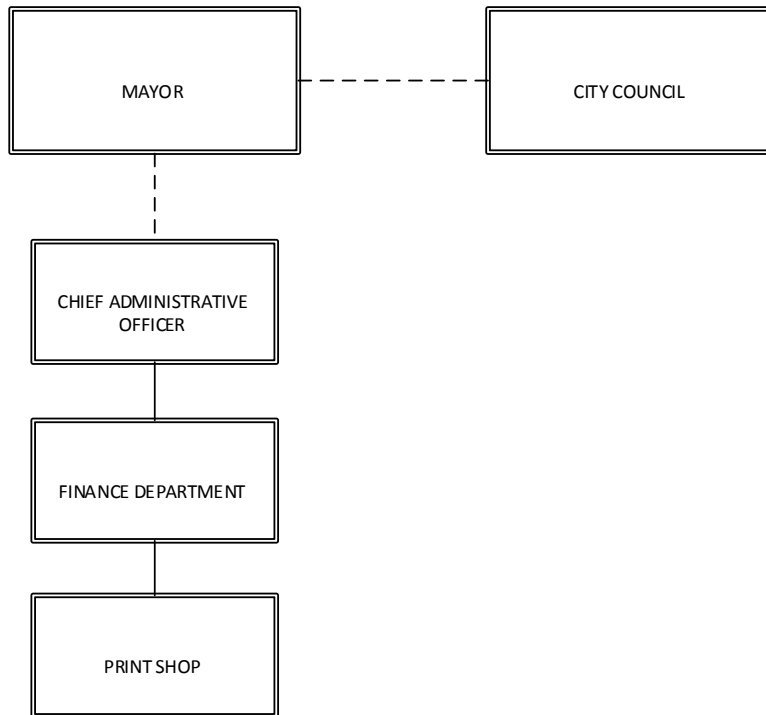 MAYOR
CITY COUNCIL
CHIEF ADMINISTRATIVE
OFFICER
FINANCE DEPARTMENT
PRINT SHOP